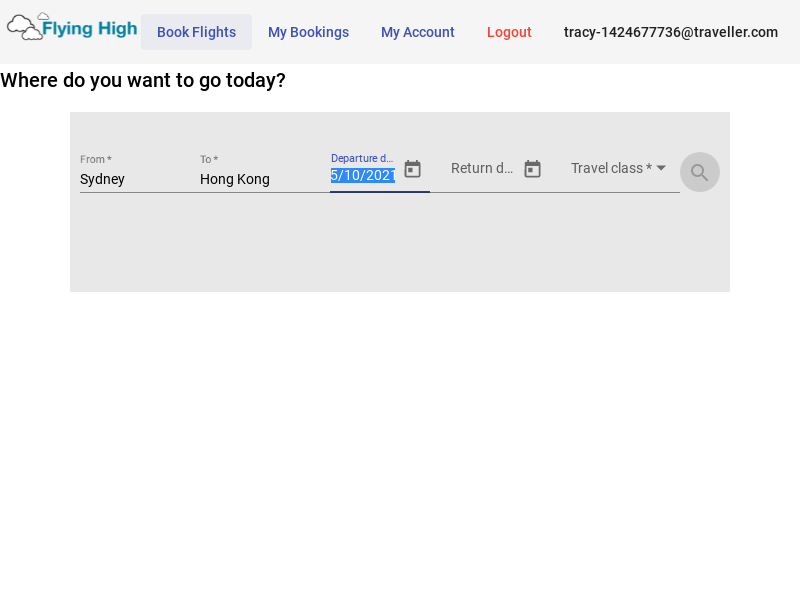 Flying High
Book Flights
My Bookings
My Account
Logout
tracy-1424677736@traveller.com
Where do you want to go today?
From *
Sydney
To *
Hong Kong
Departure d...
5/10/2021
Return d...
Travel class *